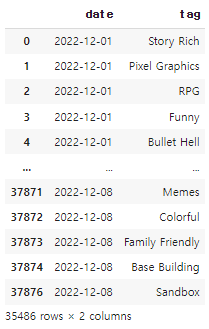 date tag
0 2022-12-01 Story Rich
1 2022-12-01 Pixel Graphics
2 2022-12-01 RPG
3 2022-12-01 Funny
4 2022-12-01 Bullet Hell
... ... ...
37871 2022-12-08 Memes
37872 2022-12-08 Colorful
37873 2022-12-08 Family Friendly
37874 2022-12-08 Base Building
37876 2022-12-08 Sandbox
35486 rows × 2 columns